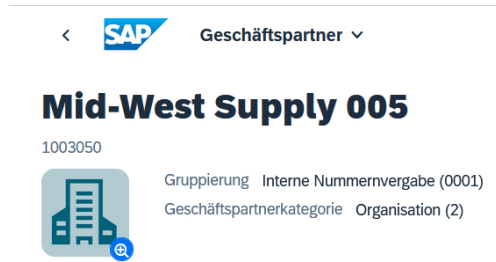 SAP Geschäftspartner
Mid-West Supply 005
1003050
Gruppierung Interne Nummernvergabe (0001)
Geschäftspartnerkategorie Organisation (2)